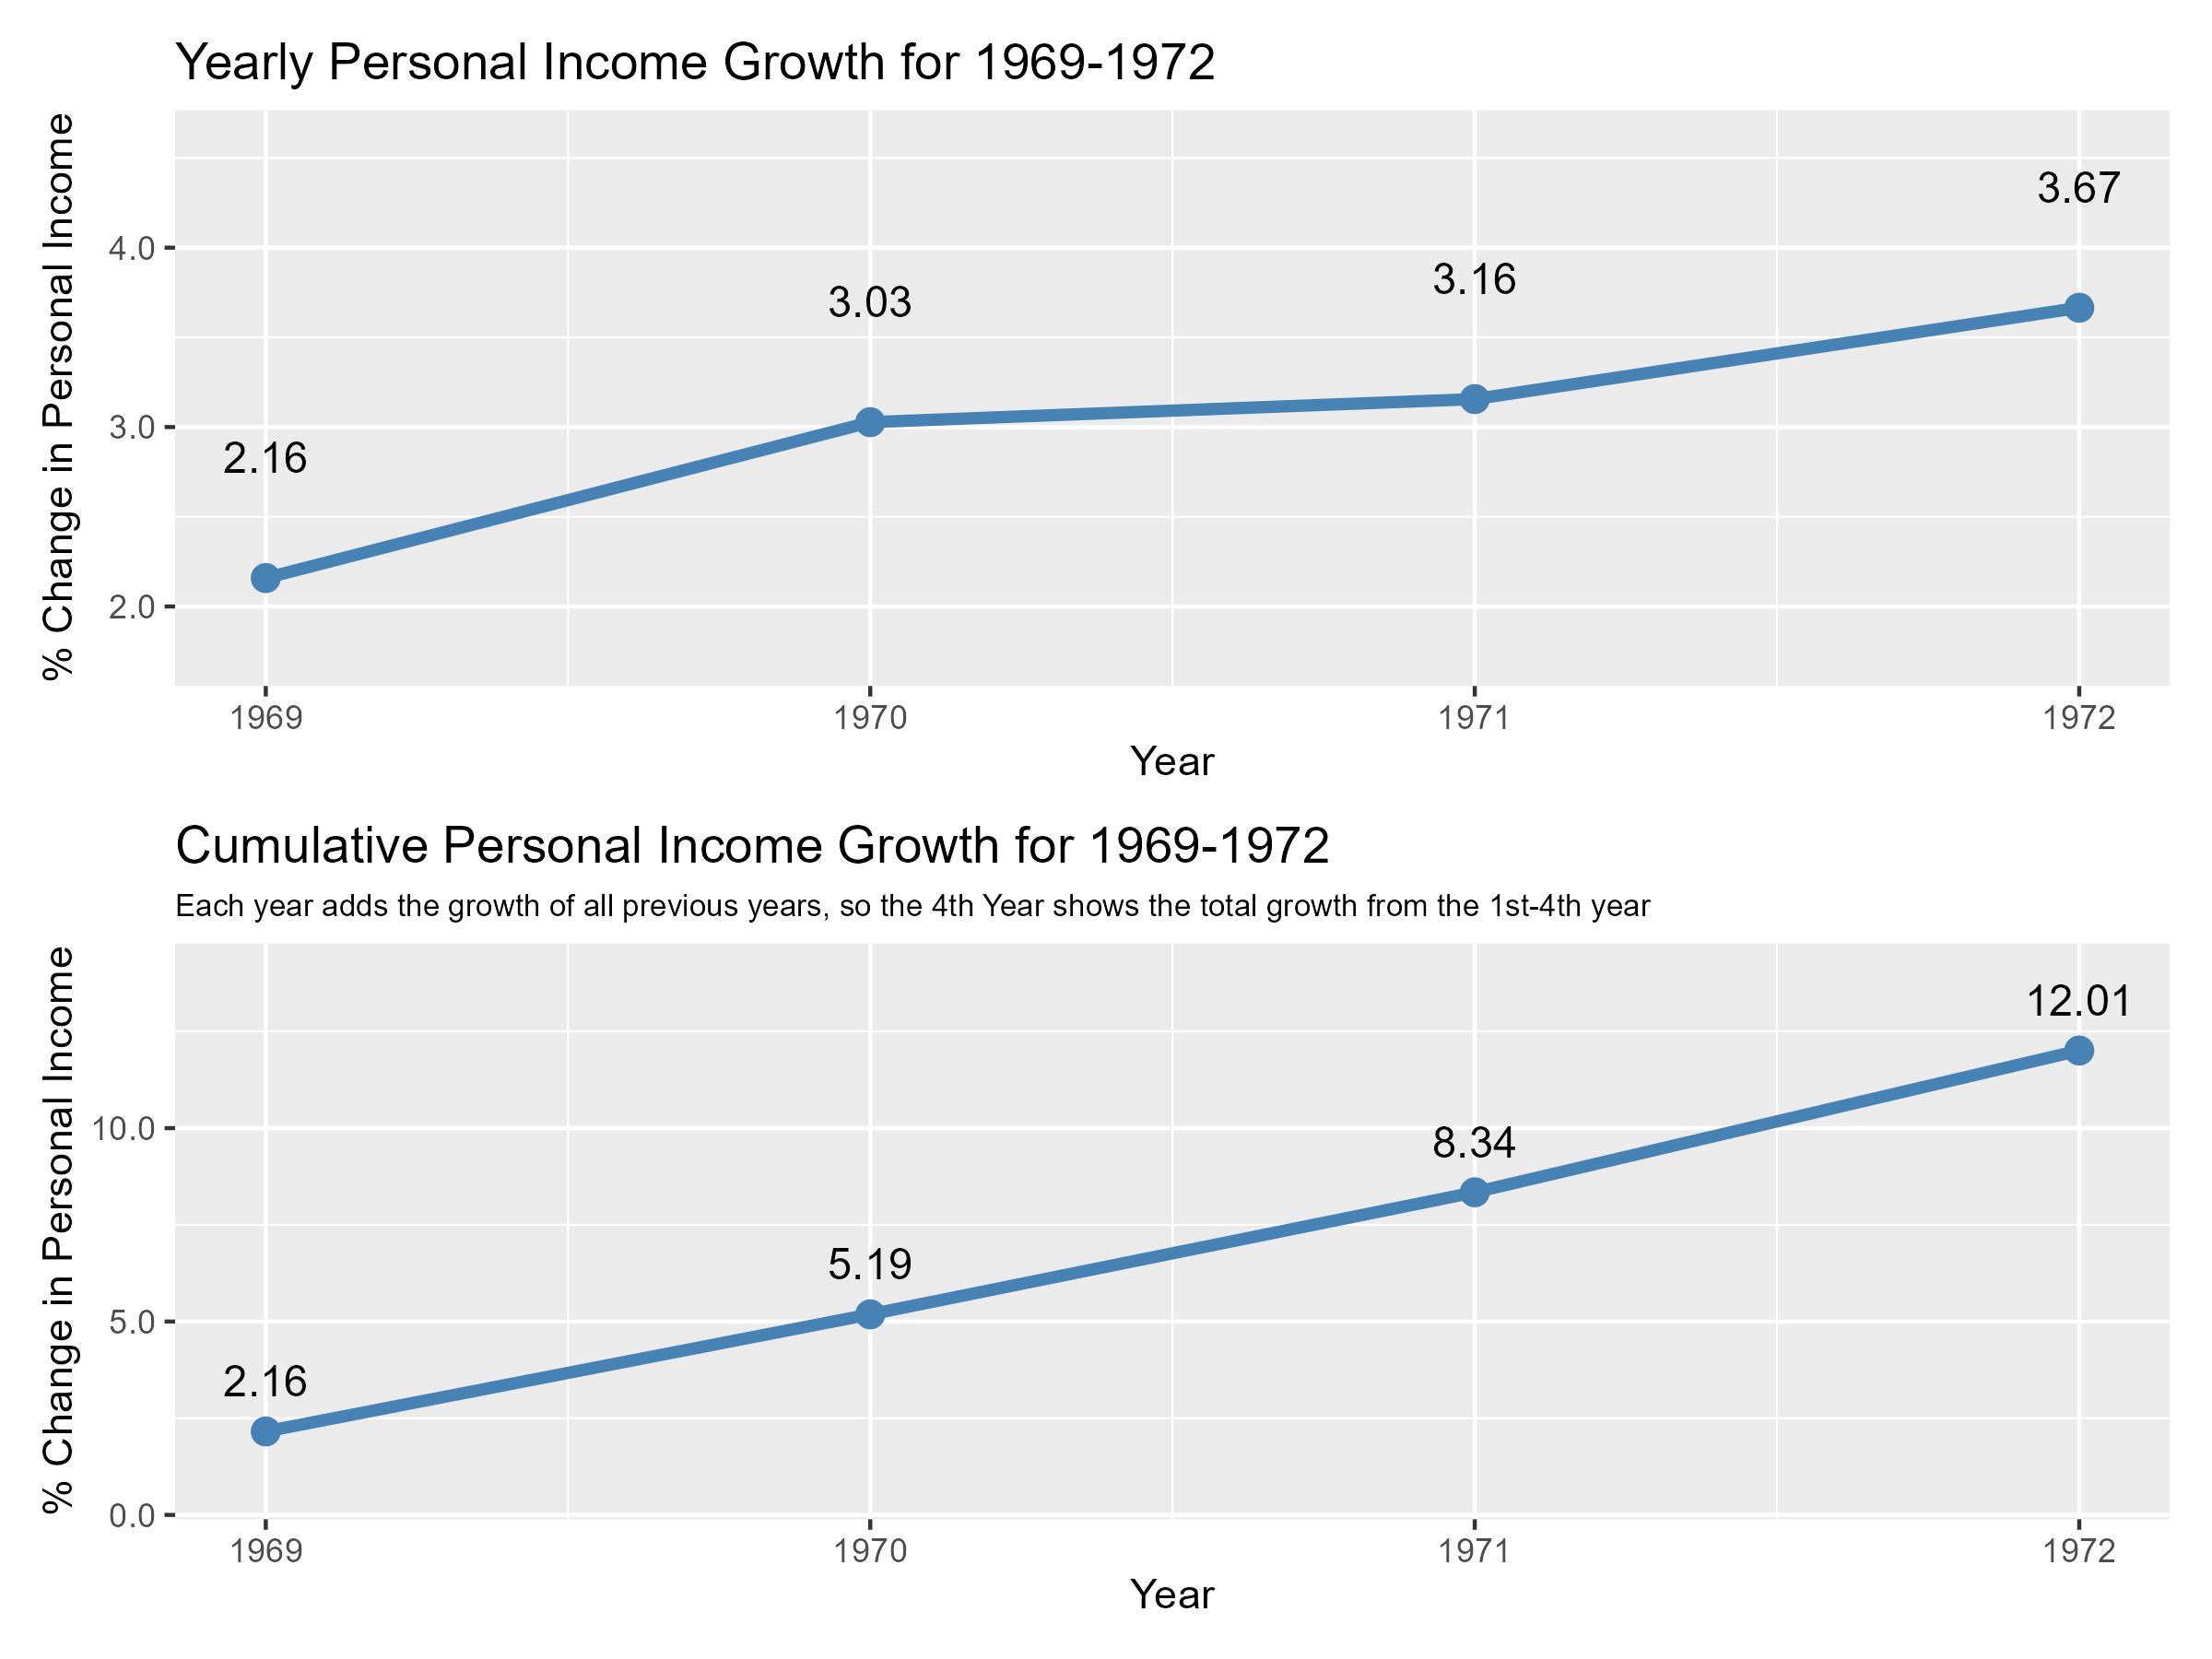 Yearly Personal Income Growth for 1969-1972
% Change in Personal Income
4.0
3.0
2.0
2.16
3.03
3.16
3.67
1969 1970 1971 1972
Year
Cumulative Personal Income Growth for 1969-1972
Each year adds the growth of all previous years, so the 4th Year shows the total growth from the 1st-4th year
% Change in Personal Income
10.0
5.0
0.0
2.16
5.19
8.34
12.01
1969 1970 1971 1972
Year